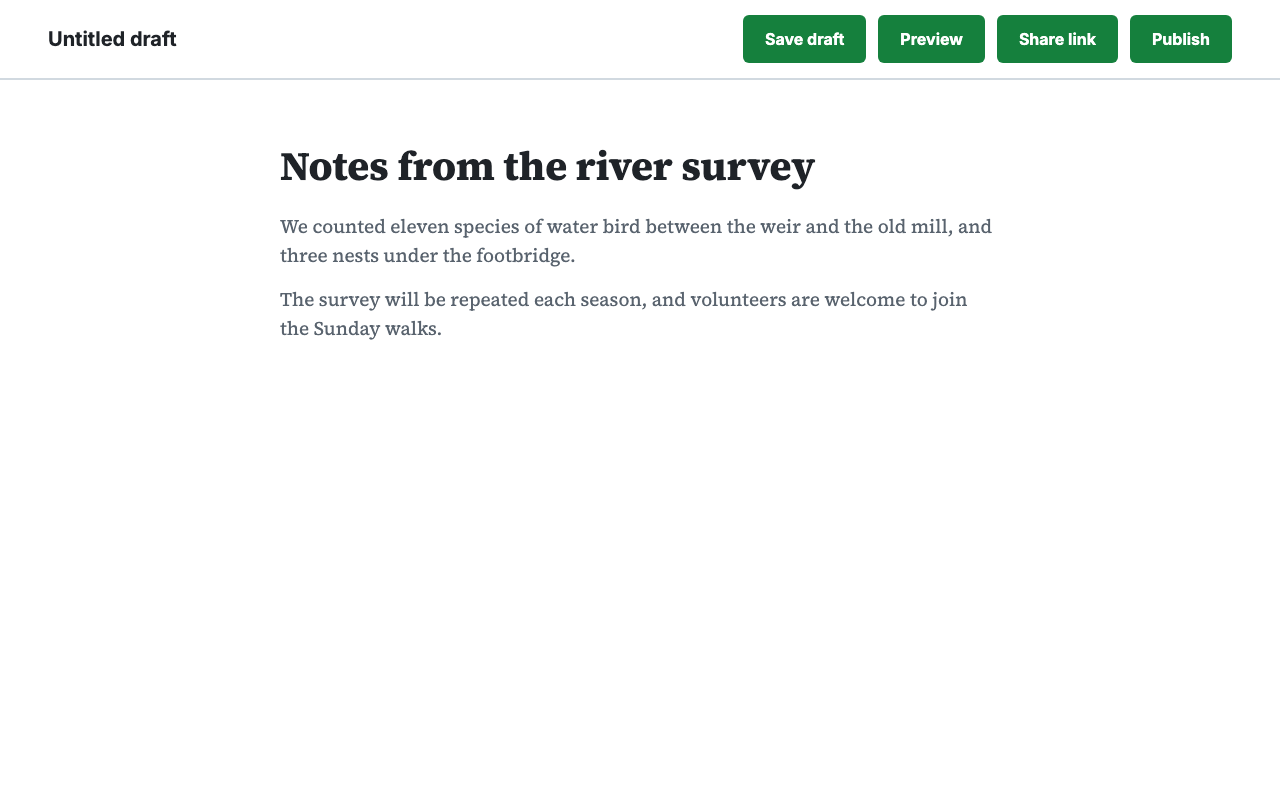 Untitled draft
Save draft
Preview
Share link
Publish
Notes from the river survey
We counted eleven species of water bird between the weir and the old mill, and
three nests under the footbridge.
The survey will be repeated each season, and volunteers are welcome to join
the Sunday walks.